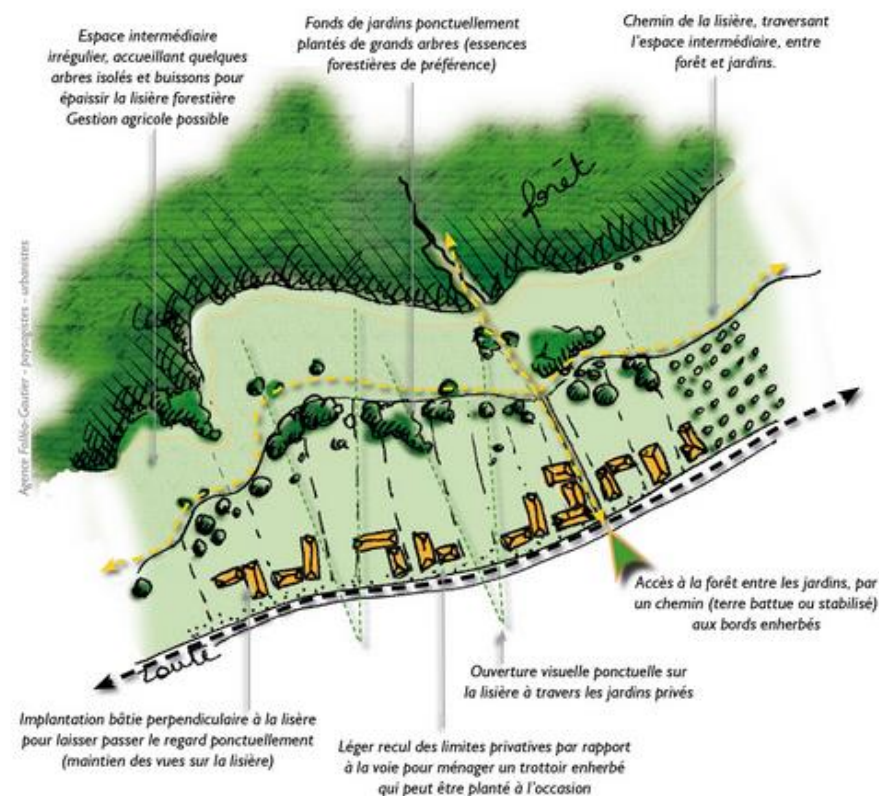 Espace intermédiaire
irrégulier, accueillant quelques
arbres isolés et buissons pour
épaissir la lisière forestière
Gestion agricole possible
Fonds de jardins ponctuellement
plantés de grands arbres (essences
forestières de préférence)
Chemin de la lisière, traversant
l'espace intermédiaire, entre
forêt et jardins.
forêt
Agence Folléa-Gautier - paysagistes - urbanistes
route
Accès à la forêt entre les jardins, par
un chemin (terre battue ou stabilisé)
aux bords enherbés
Ouverture visuelle ponctuelle sur
la lisière à travers les jardins privés
Implantation bâtie perpendiculaire à la lisère
pour laisser passer le regard ponctuellement
(maintien des vues sur la lisière)
Léger recul des limites privatives par rapport
à la voie pour ménager un trottoir enherbé
qui peut être planté à l'occasion